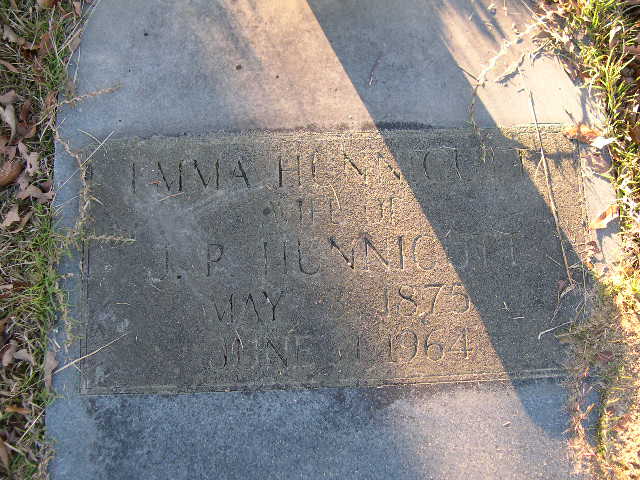 EMMA HUNNICUTT
WIFE OF
J. P. HUNNICUTT
MAY 1875
JUNE 1964